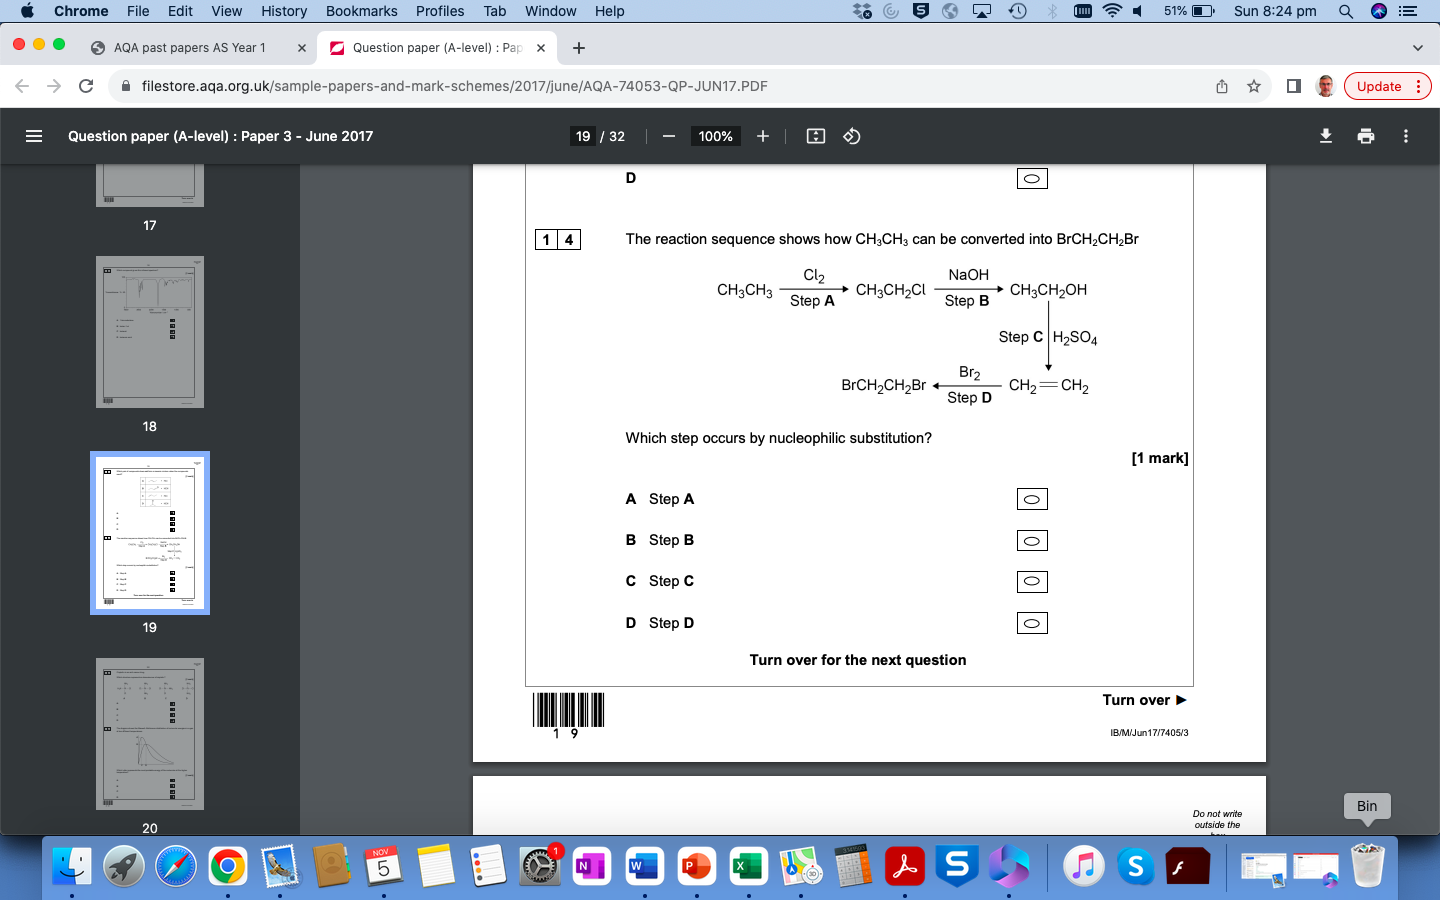 Chrome File Edit View History Bookmarks Profiles Tab Window Help 51% Sun 8:24 pm
AQA past papers AS Year 1
Question paper (A-level) : Pap
filestore.aqa.org.uk/sample-papers-and-mark-schemes/2017/june/AQA-74053-QP-JUN17.PDF
Update
Question paper (A-level) : Paper 3 - June 2017
19 / 32
100%
17
18
19
20
D
1 4 The reaction sequence shows how CH₃CH₃ can be converted into BrCH₂CH₂Br
Cl₂ NaOH
CH₃CH₃ CH₃CH₂Cl CH₃CH₂OH
Step A Step B
Step C H₂SO₄
Br₂
BrCH₂CH₂Br CH₂=CH₂
Step D
Which step occurs by nucleophilic substitution?
[1 mark]
A Step A
B Step B
C Step C
D Step D
Turn over for the next question
Turn over ►
1 9
IB/M/Jun17/7405/3
Do not write
outside the
Bin
NOV
5
1